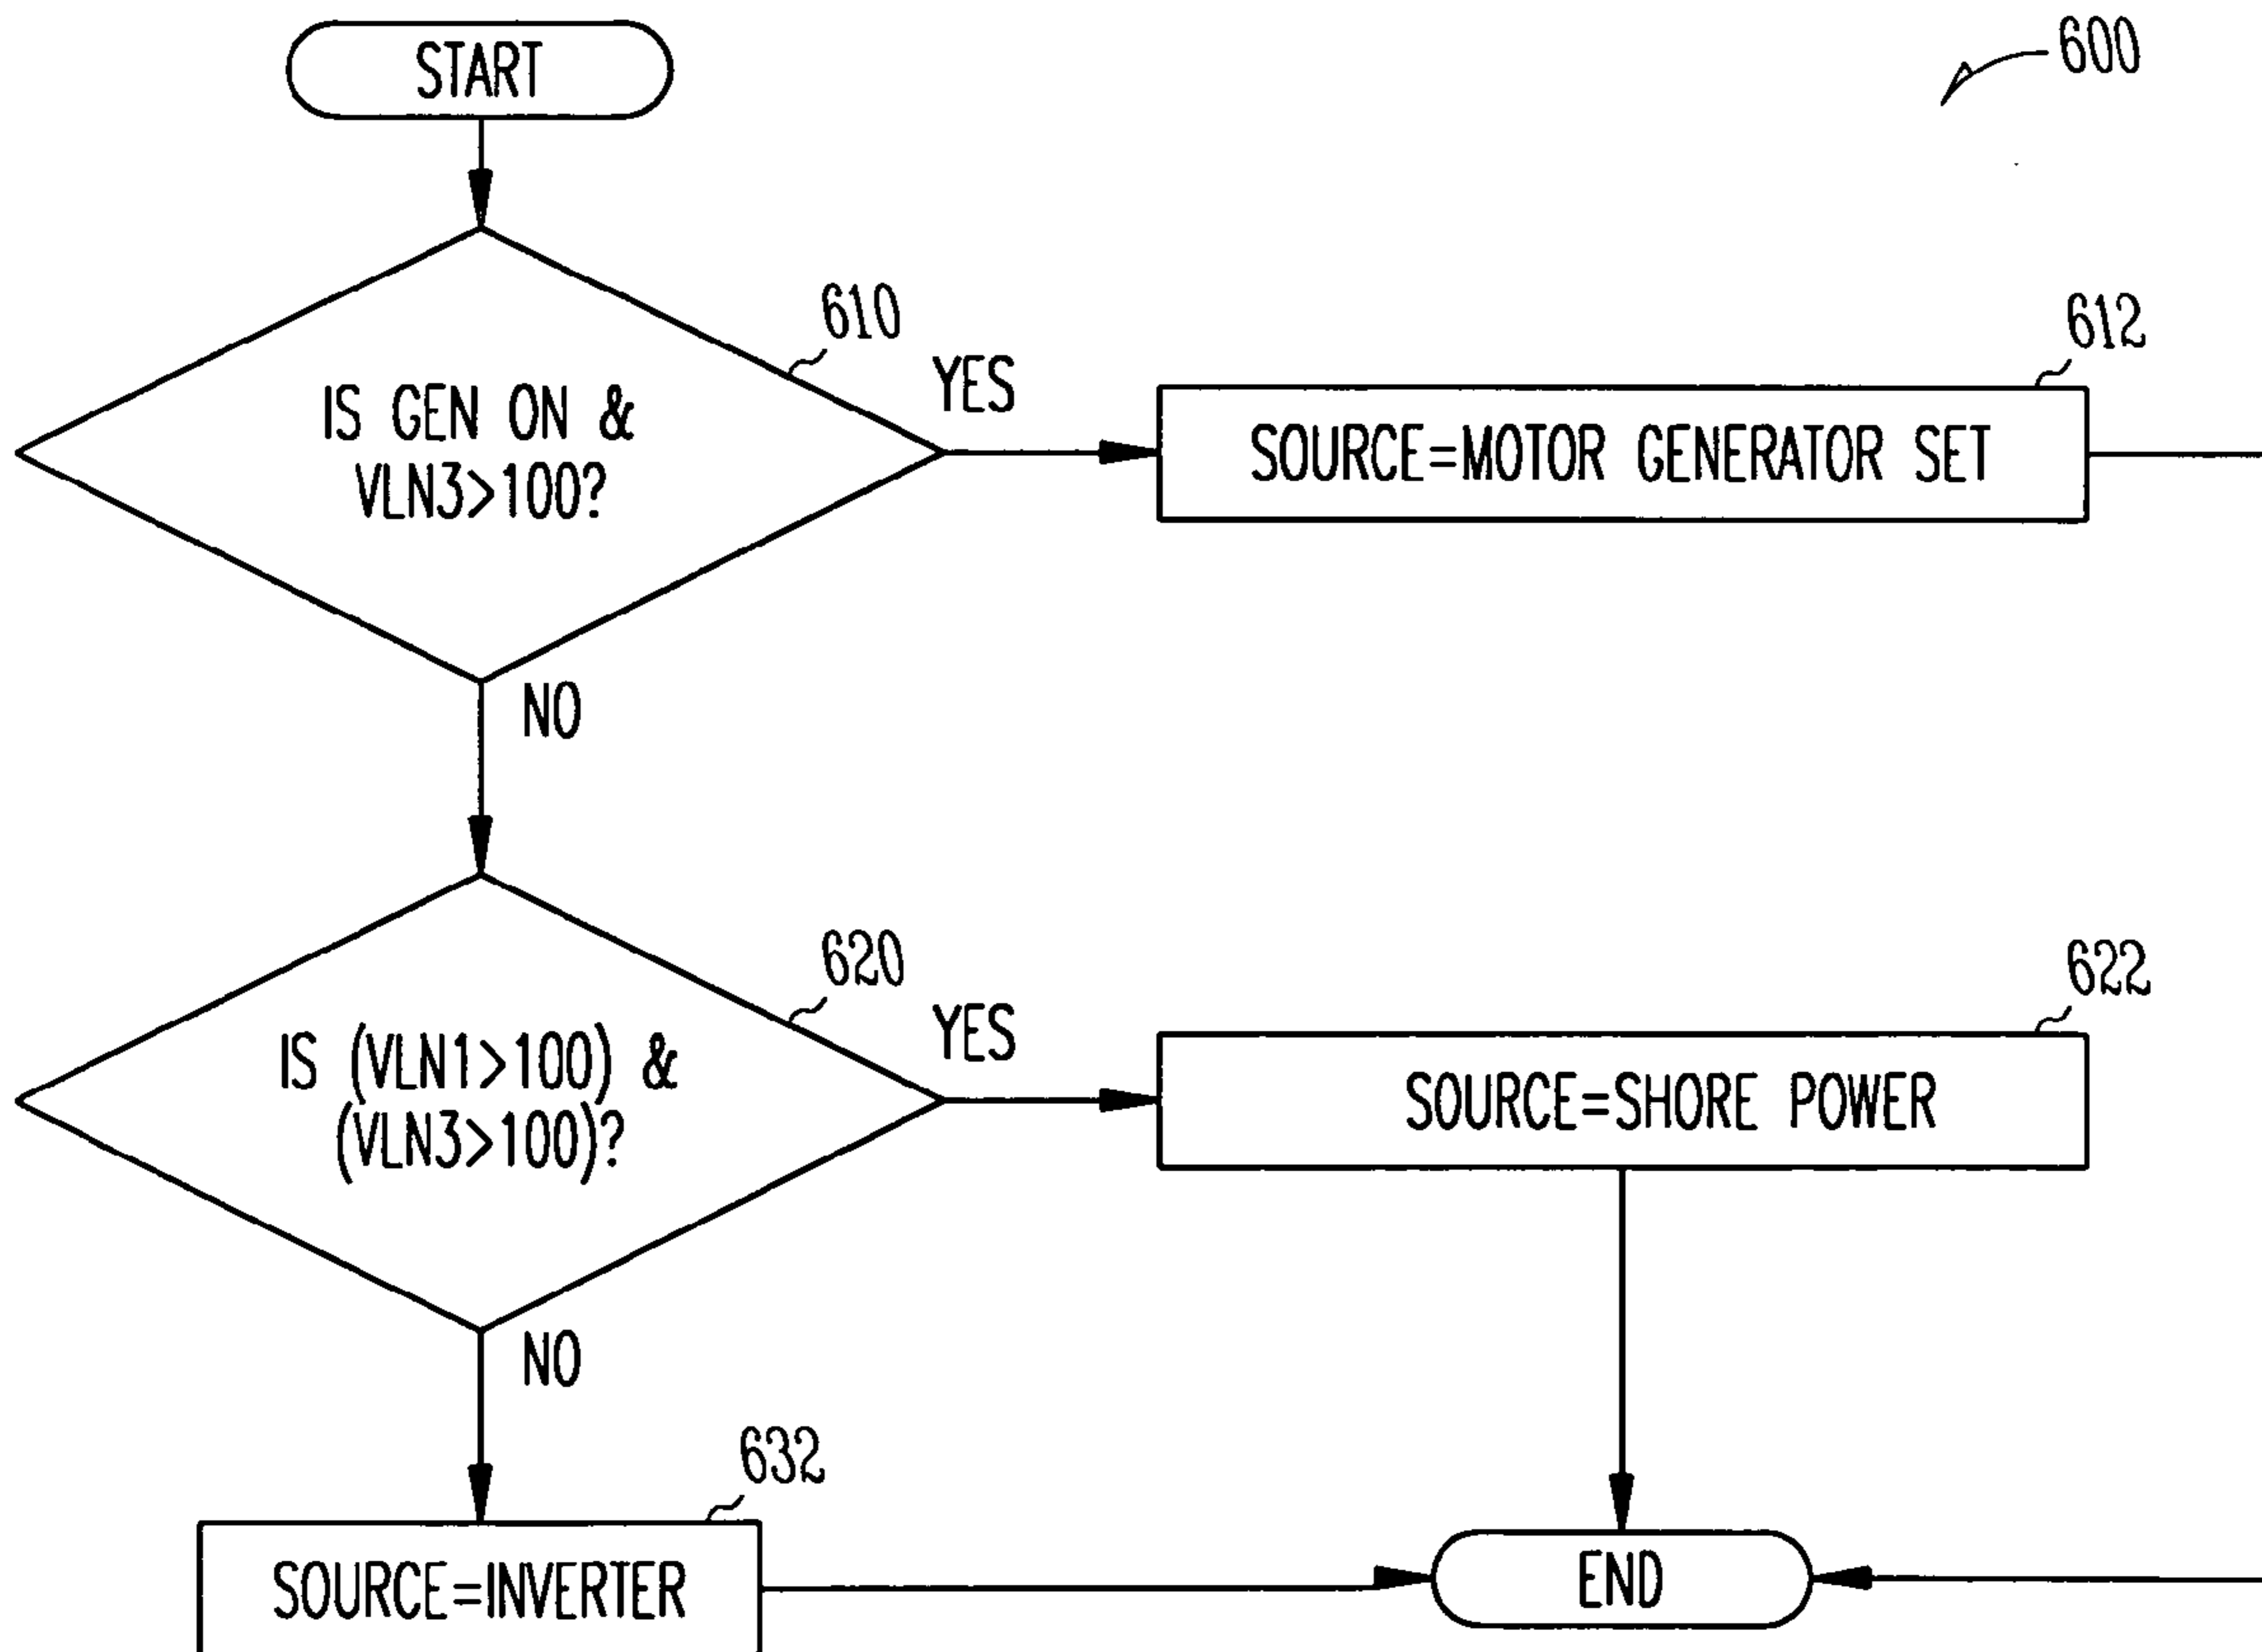 START
600
610
IS GEN ON &
VLN3>100?
YES
612
SOURCE=MOTOR GENERATOR SET
NO
620
IS (VLN1>100) &
(VLN3>100)?
YES
622
SOURCE=SHORE POWER
NO
632
SOURCE=INVERTER
END